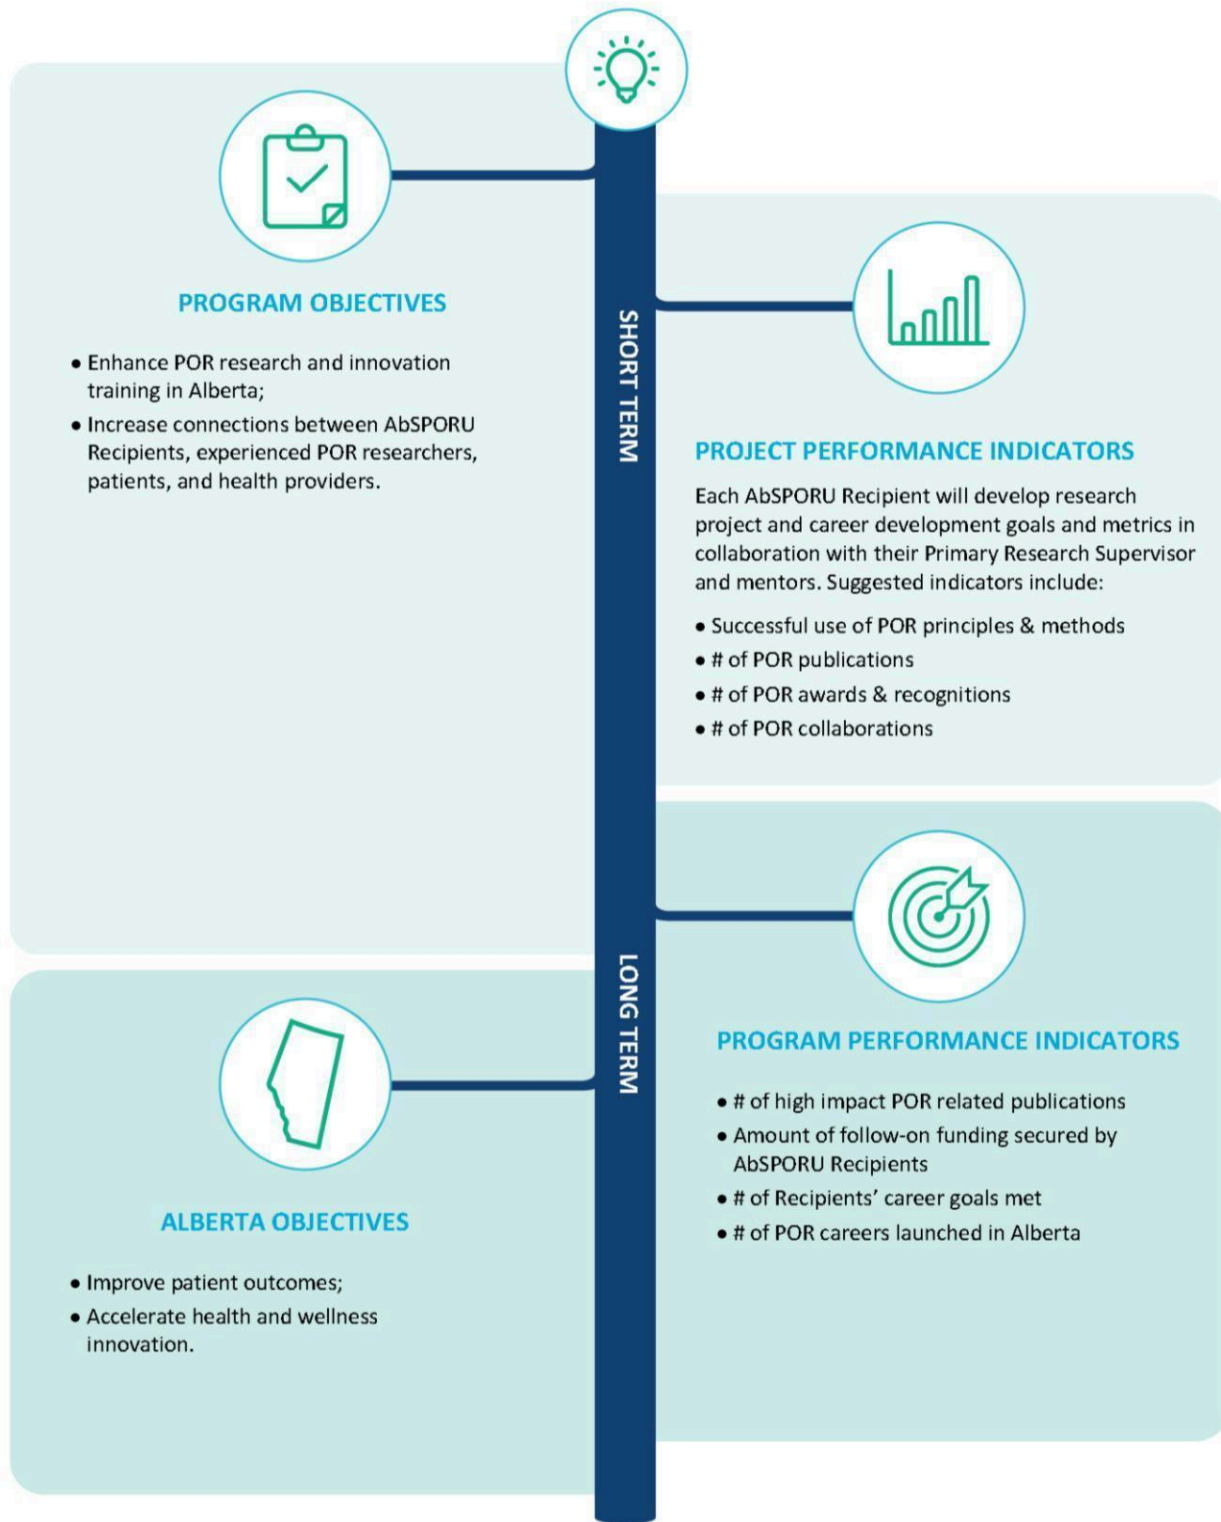 PROGRAM OBJECTIVES
● Enhance POR research and innovation
training in Alberta;
● Increase connections between AbSPORU
Recipients, experienced POR researchers,
patients, and health providers.
SHORT TERM
PROJECT PERFORMANCE INDICATORS
Each AbSPORU Recipient will develop research
project and career development goals and metrics in
collaboration with their Primary Research Supervisor
and mentors. Suggested indicators include:
● Successful use of POR principles & methods
● # of POR publications
● # of POR awards & recognitions
● # of POR collaborations
LONG TERM
PROGRAM PERFORMANCE INDICATORS
● # of high impact POR related publications
● Amount of follow-on funding secured by
AbSPORU Recipients
● # of Recipients’ career goals met
● # of POR careers launched in Alberta
ALBERTA OBJECTIVES
● Improve patient outcomes;
● Accelerate health and wellness
innovation.